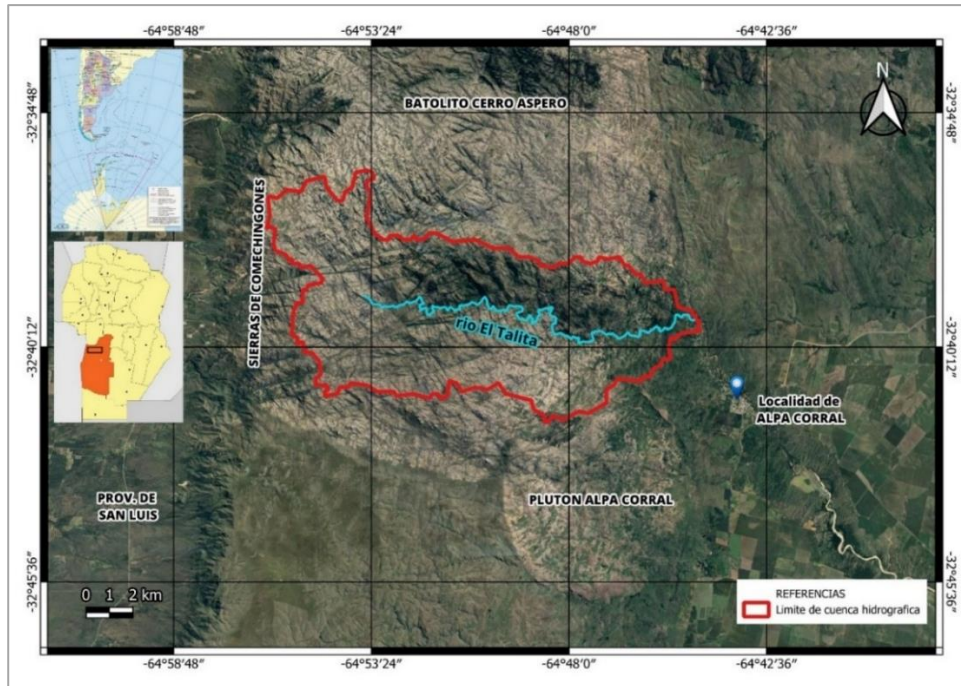 -64°58'48"
-64°53'24"
-64°48'0"
-64°42'36"
-32°34'48"
-32°34'48"
N
BATOLITO CERRO ASPERO
SIERRAS DE COMECHINGONES
río El Talita
-32°40'12"
-32°40'12"
Localidad de
ALPA CORRAL
PROV. DE
SAN LUIS
PLUTON ALPA CORRAL
-32°45'36"
-32°45'36"
0 1 2 km
REFERENCIAS
Limite de cuenca hidrografica
-64°58'48"
-64°53'24"
-64°48'0"
-64°42'36"